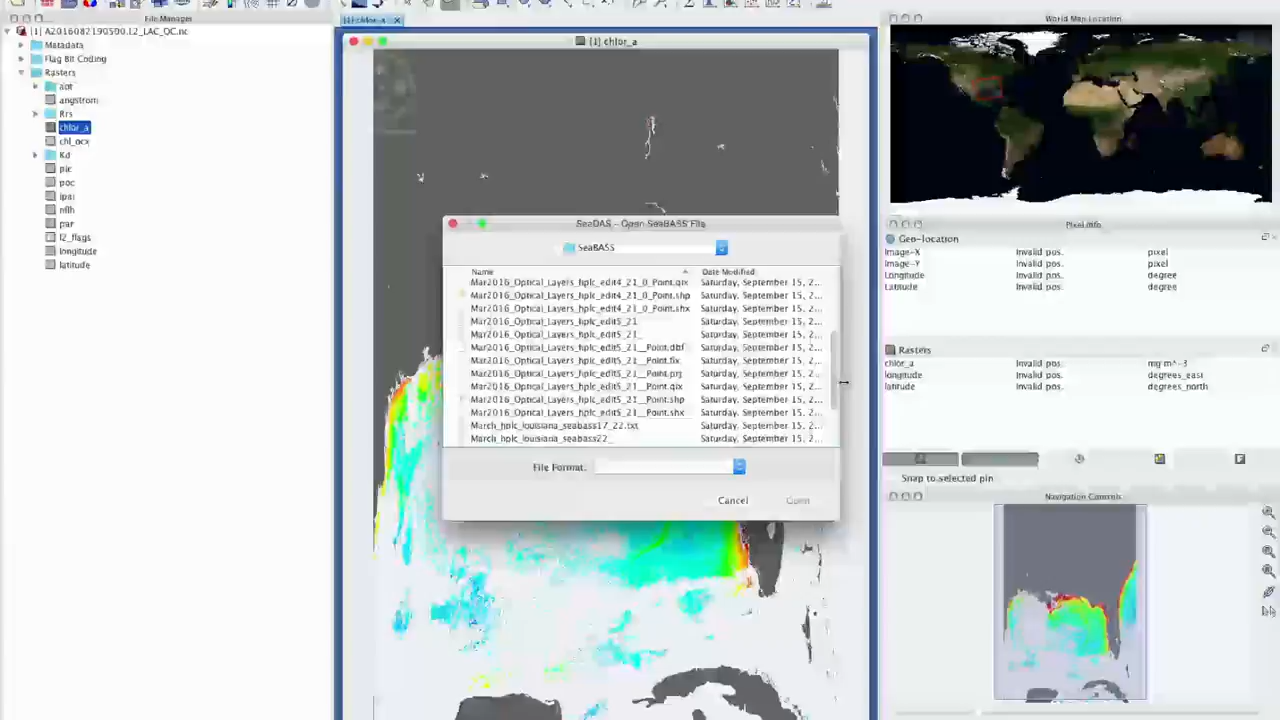 File Manager
[1] A2016082190500.L2_LAC_QC.nc
Metadata
Flag Bit Coding
Rasters
aot
angstrom
Rrs
chlor_a
chl_ocx
Kd
pic
poc
ipar
nflh
par
l2_flags
longitude
latitude
[1] chlor_a
[1] chlor_a
SeaDAS - Open SeaBASS File
SeaBASS
Name Date Modified
Mar2016_Optical_Layers_hplc_edit4_21_0_Point.qix Saturday, September 15, 2...
Mar2016_Optical_Layers_hplc_edit4_21_0_Point.shp Saturday, September 15, 2...
Mar2016_Optical_Layers_hplc_edit4_21_0_Point.shx Saturday, September 15, 2...
Mar2016_Optical_Layers_hplc_edit5_21 Saturday, September 15, 2...
Mar2016_Optical_Layers_hplc_edit5_21_ Saturday, September 15, 2...
Mar2016_Optical_Layers_hplc_edit5_21__Point.dbf Saturday, September 15, 2...
Mar2016_Optical_Layers_hplc_edit5_21__Point.fix Saturday, September 15, 2...
Mar2016_Optical_Layers_hplc_edit5_21__Point.prj Saturday, September 15, 2...
Mar2016_Optical_Layers_hplc_edit5_21__Point.qix Saturday, September 15, 2...
Mar2016_Optical_Layers_hplc_edit5_21__Point.shp Saturday, September 15, 2...
Mar2016_Optical_Layers_hplc_edit5_21__Point.shx Saturday, September 15, 2...
March_hplc_louisiana_seabass17_22.txt Saturday, September 15, 2...
March_hplc_louisiana_seabass22_ Saturday, September 15, 2...
File Format:
Cancel Open
World Map Location
Pixel Info
Geo-location
Image-X Invalid pos. pixel
Image-Y Invalid pos. pixel
Longitude Invalid pos. degree
Latitude Invalid pos. degree
Rasters
chlor_a Invalid pos. mg m^-3
longitude Invalid pos. degrees_east
latitude Invalid pos. degrees_north
Snap to selected pin
Navigation Controls